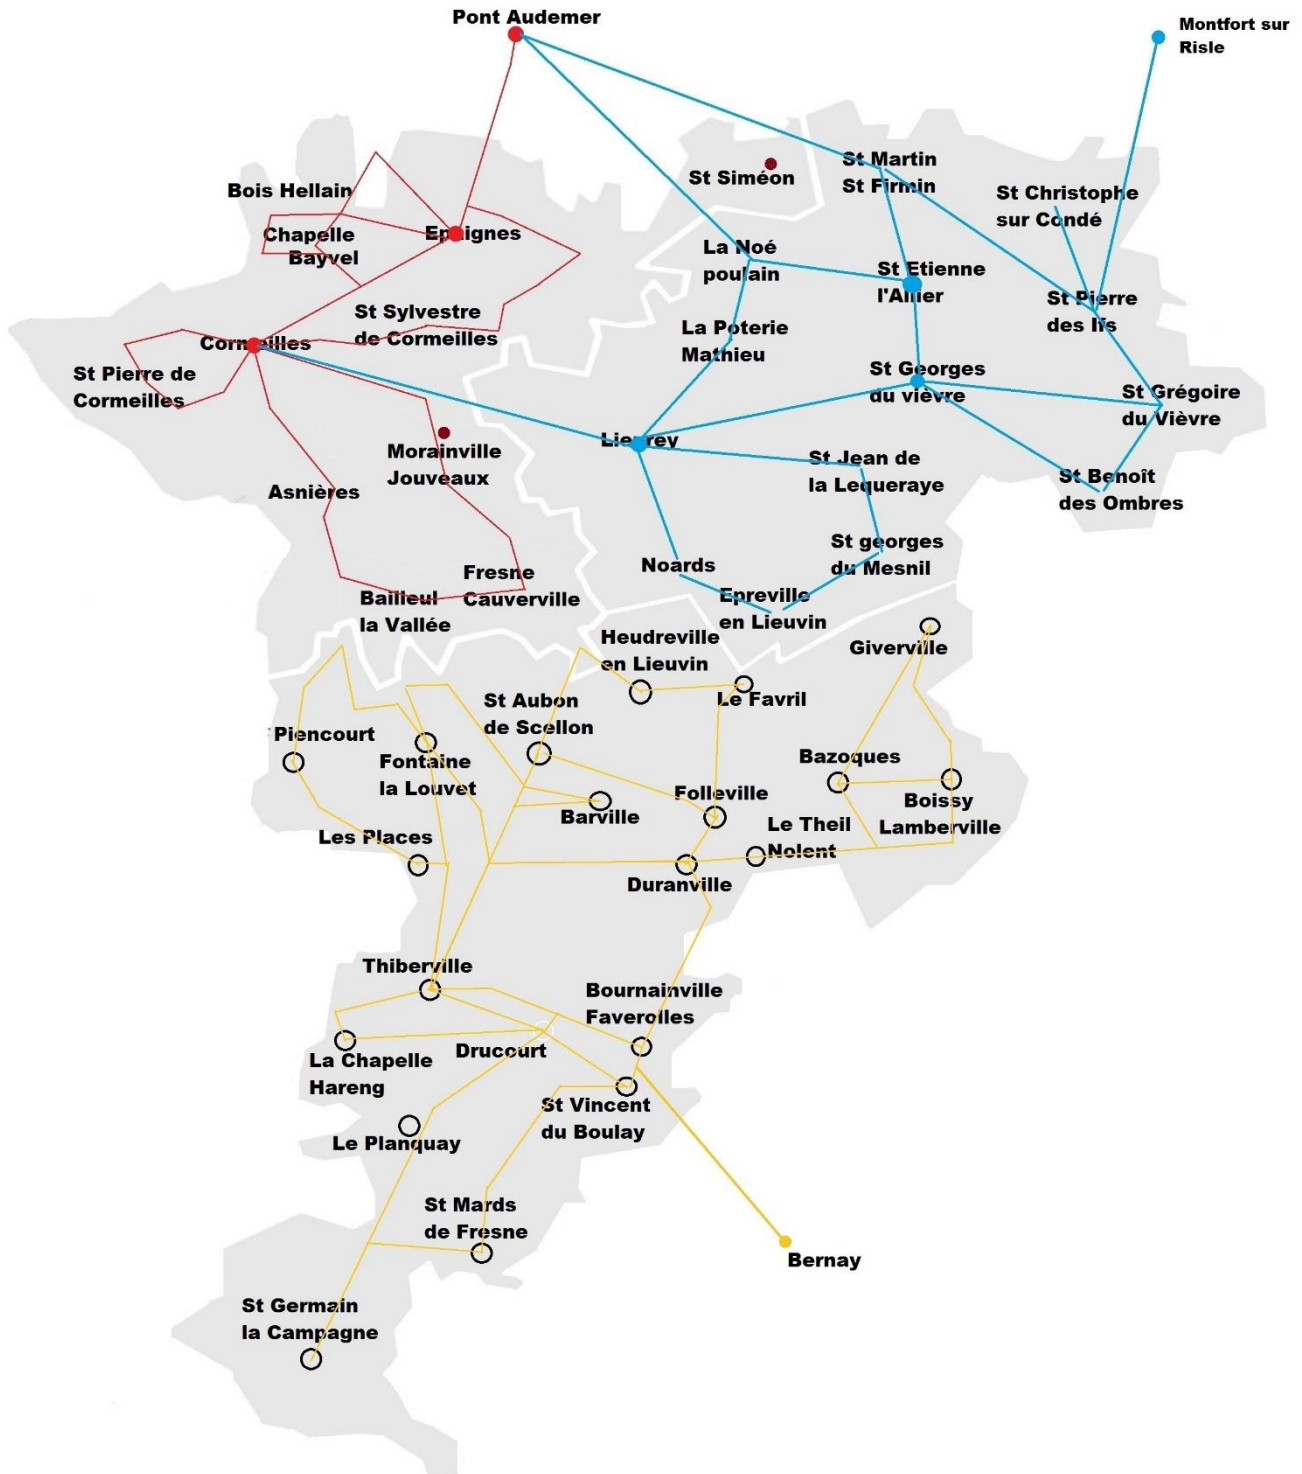 Pont Audemer
Montfort sur
Risle
St Siméon
St Martin
St Firmin
Bois Hellain
St Christophe
sur Condé
Chapelle
Bayvel
Epaignes
La Noé
poulain
St Etienne
l'Allier
St Sylvestre
de Cormeilles
St Pierre
des Ifs
La Poterie
Mathieu
Cormeilles
St Pierre de
Cormeilles
St Georges
du vièvre
St Grégoire
du Vièvre
Lieurey
Morainville
Jouveaux
St Jean de
la Lequeraye
Asnières
St Benoît
des Ombres
St georges
du Mesnil
Noards
Fresne
Cauverville
Bailleul
la Vallée
Epreville
en Lieuvin
Heudreville
en Lieuvin
Giverville
Le Favril
St Aubon
de Scellon
Piencourt
Fontaine
la Louvet
Bazoques
Folleville
Barville
Boissy
Lamberville
Les Places
Le Theil
Nolent
Duranville
Thiberville
Bournainville
Faverolles
Drucourt
La Chapelle
Hareng
St Vincent
du Boulay
Le Planquay
St Mards
de Fresne
Bernay
St Germain
la Campagne